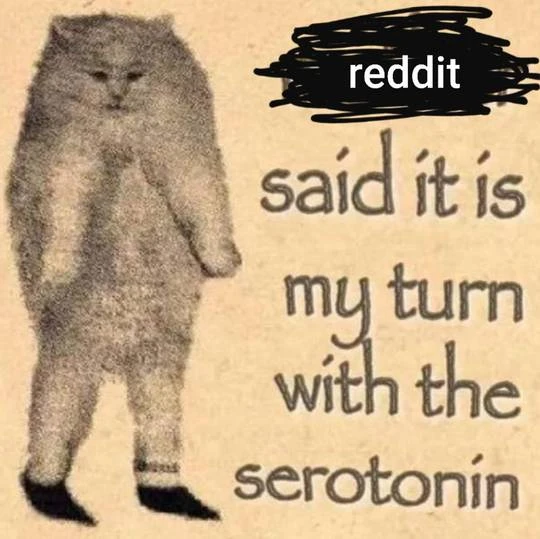 reddit
said it is
my turn
with the
serotonin